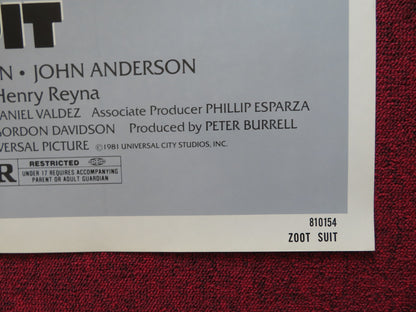 IT
N • JOHN ANDERSON
Henry Reyna
ANIEL VALDEZ Associate Producer PHILLIP ESPARZA
GORDON DAVIDSON Produced by PETER BURRELL
VERSAL PICTURE ©1981 UNIVERSAL CITY STUDIOS, INC.
R RESTRICTED
UNDER 17 REQUIRES ACCOMPANYING
PARENT OR ADULT GUARDIAN
810154
ZOOT SUIT